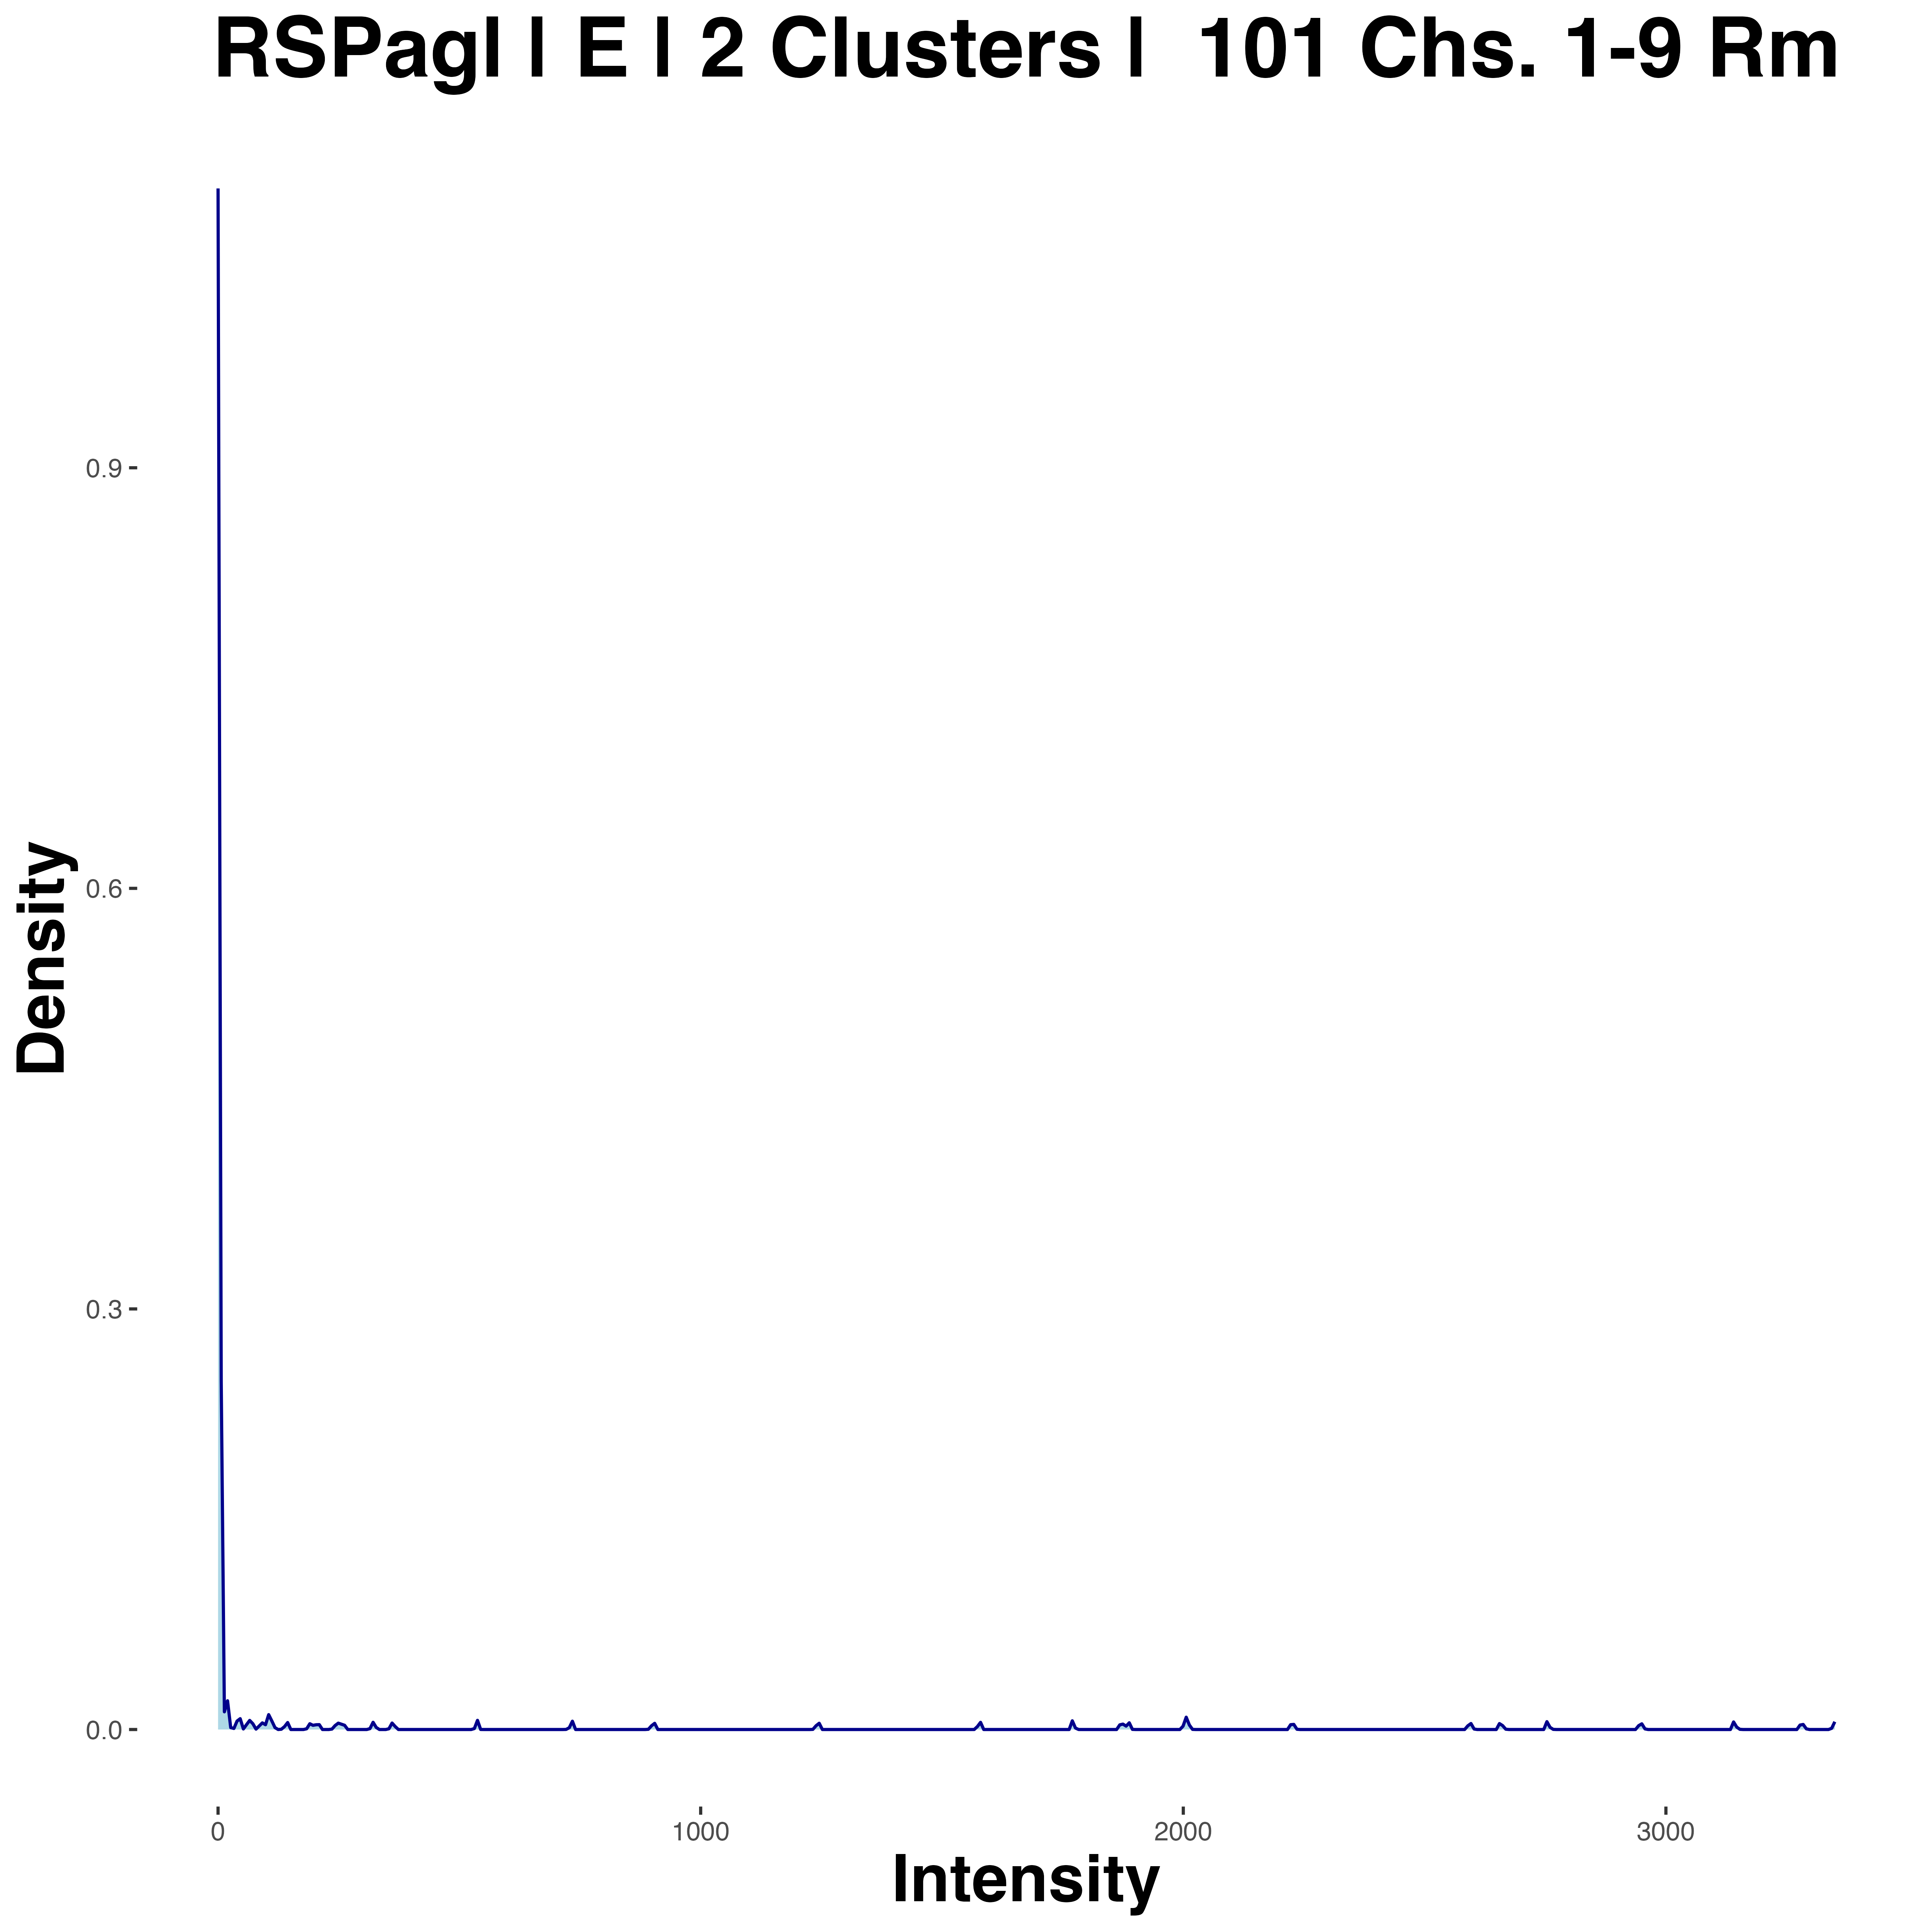 RSPagl | E | 2 Clusters |  101 Chs. 1-9 Rm
0.9
0.6
0.3
0.0
Density
0
1000
2000
3000
Intensity